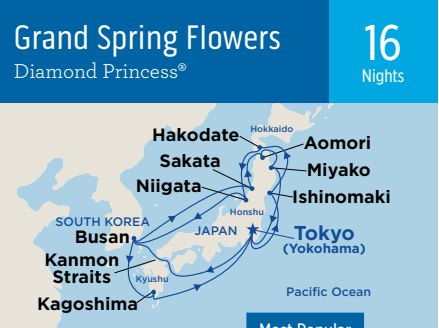 Grand Spring Flowers
Diamond Princess®
16
Nights
Hokkaido
Hakodate
Aomori
Sakata
Miyako
Niigata
Ishinomaki
Honshu
SOUTH KOREA
JAPAN
Tokyo
(Yokohama)
Busan
Kanmon
Straits
Kyushu
Pacific Ocean
Kagoshima
Most Popular